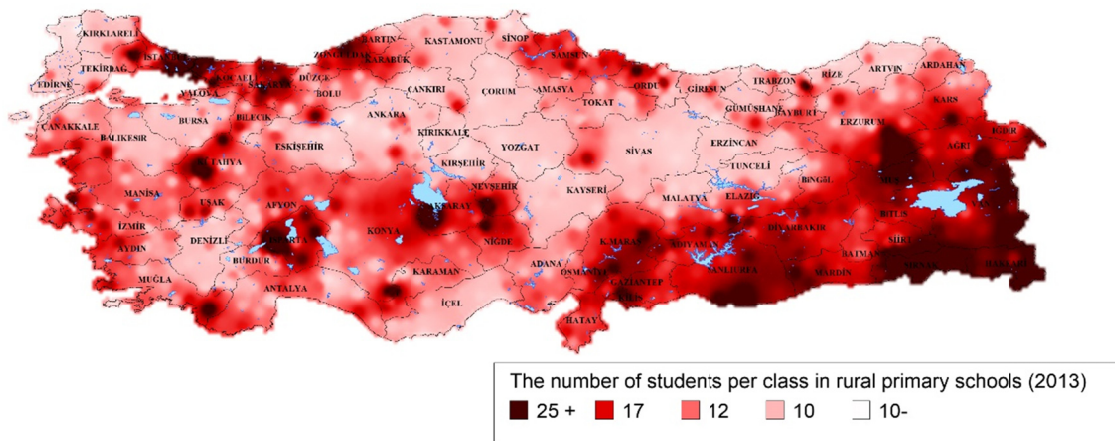 KIRKIARELİ
BARTIN
KASTAMONU
SİNOP
ZONGULDAK
SAMSUN
İSTANBUL
KARABÜK
ARTVIN
ARDAHAN
TEKİRDAĞ
KOCAELİ
DÜZCE
RİZE
EDİRNE
YALOVA
SAKARYA
BOLU
ÇANKIRI
ÇORUM
AMASYA
ORDU
GİRESUN
TRABZON
KARS
TOKAT
GÜMÜŞHANE
BAYBURT
BURSA
BİLECİK
ANKARA
ERZURUM
ÇANAKKALE
IĞDIR
BALIKESIR
KIRIKKALE
ESKİŞEHİR
YOZGAT
SİVAS
ERZİNCAN
AĞRI
KÜTAHYA
KIRŞEHİR
TUNCELİ
NEVŞEHİR
KAYSERİ
BİNGÖL
MUŞ
MANİSA
UŞAK
AFYON
MALATYA
ELAZIĞ
VAN
AKSARAY
BİTLİS
İZMİR
KONYA
DİYARBAKIR
DENİZLİ
ISPARTA
NİĞDE
K.MARAŞ
ADIYAMAN
SİİRT
AYDIN
BATMAN
BURDUR
ADANA
OSMANİYE
ŞANLIURFA
MARDİN
ŞIRNAK
HAKKARİ
MUĞLA
KARAMAN
GAZİANTEP
ANTALYA
KİLİS
İÇEL
HATAY
The number of students per class in rural primary schools (2013)
25 + 17 12 10 10-